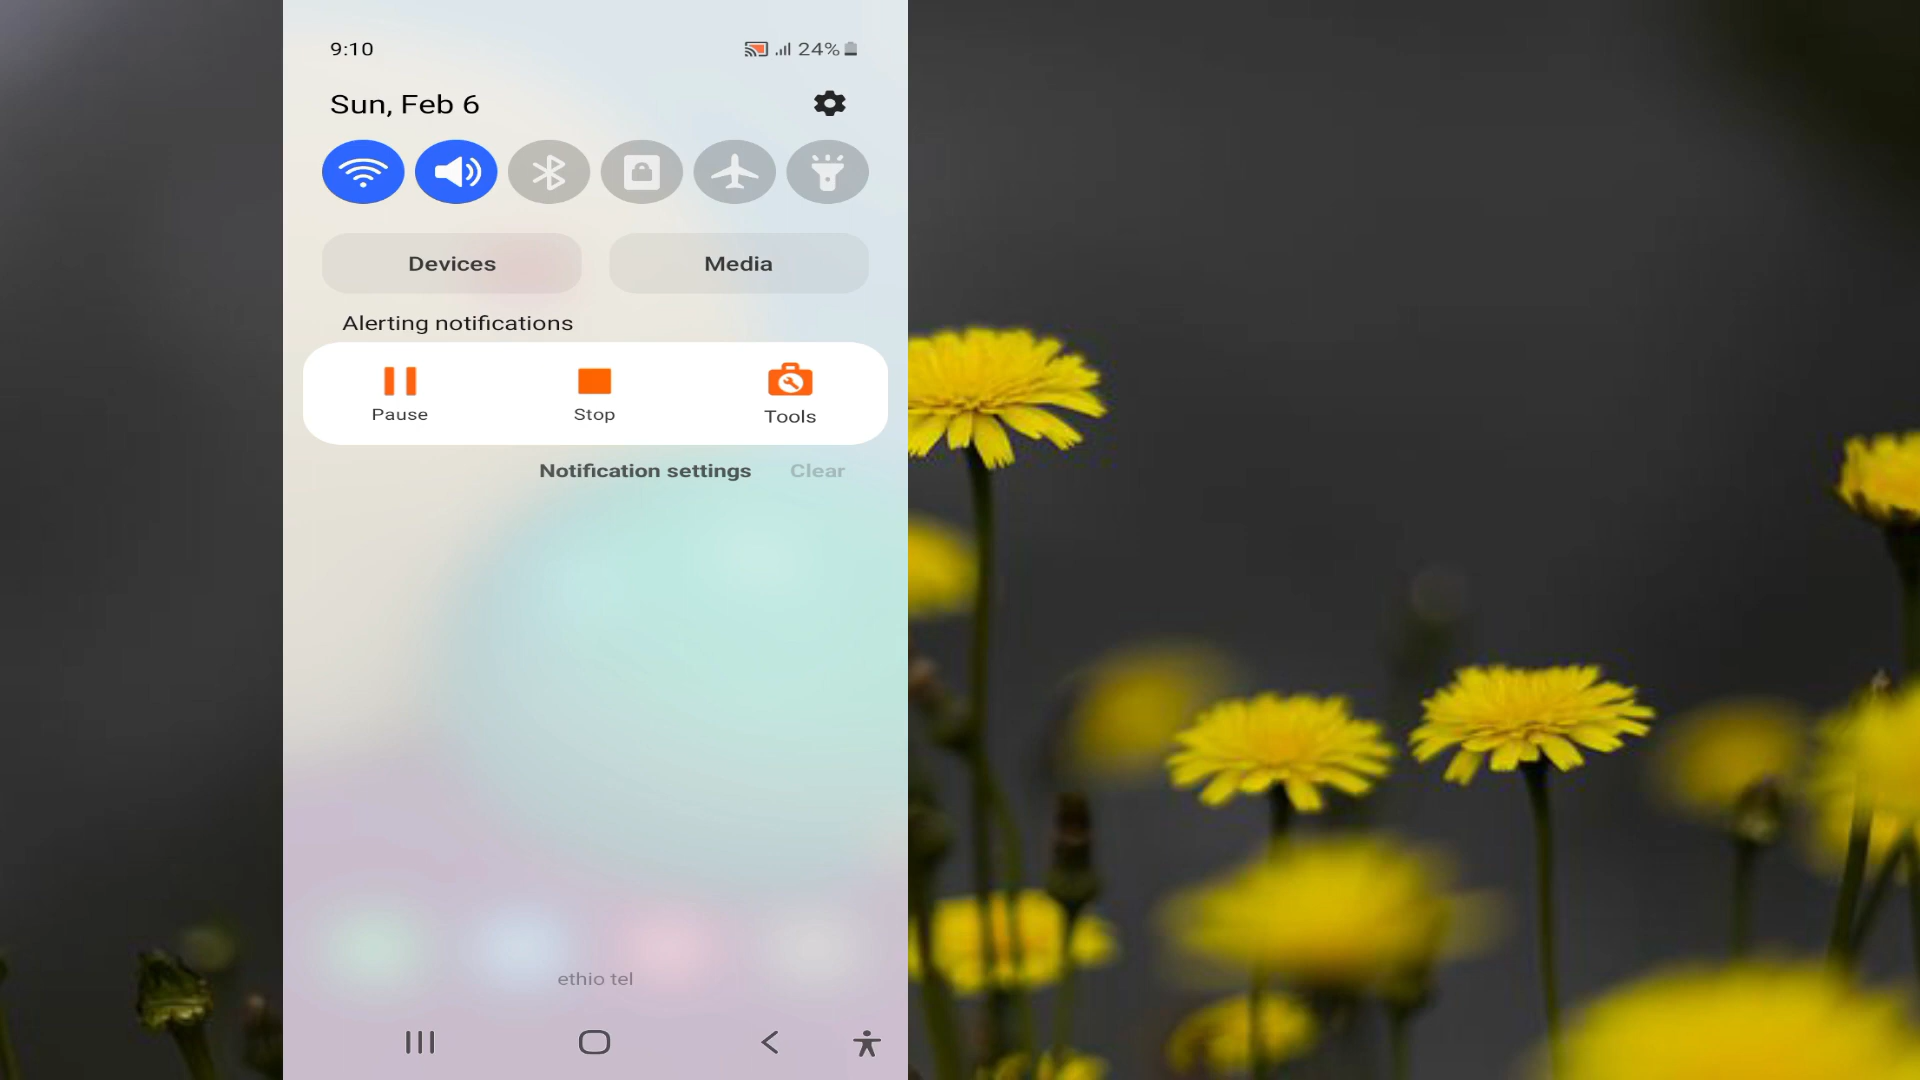 9:10
24%
Sun, Feb 6
Devices
Media
Alerting notifications
Pause
Stop
Tools
Notification settings
Clear
ethio tel